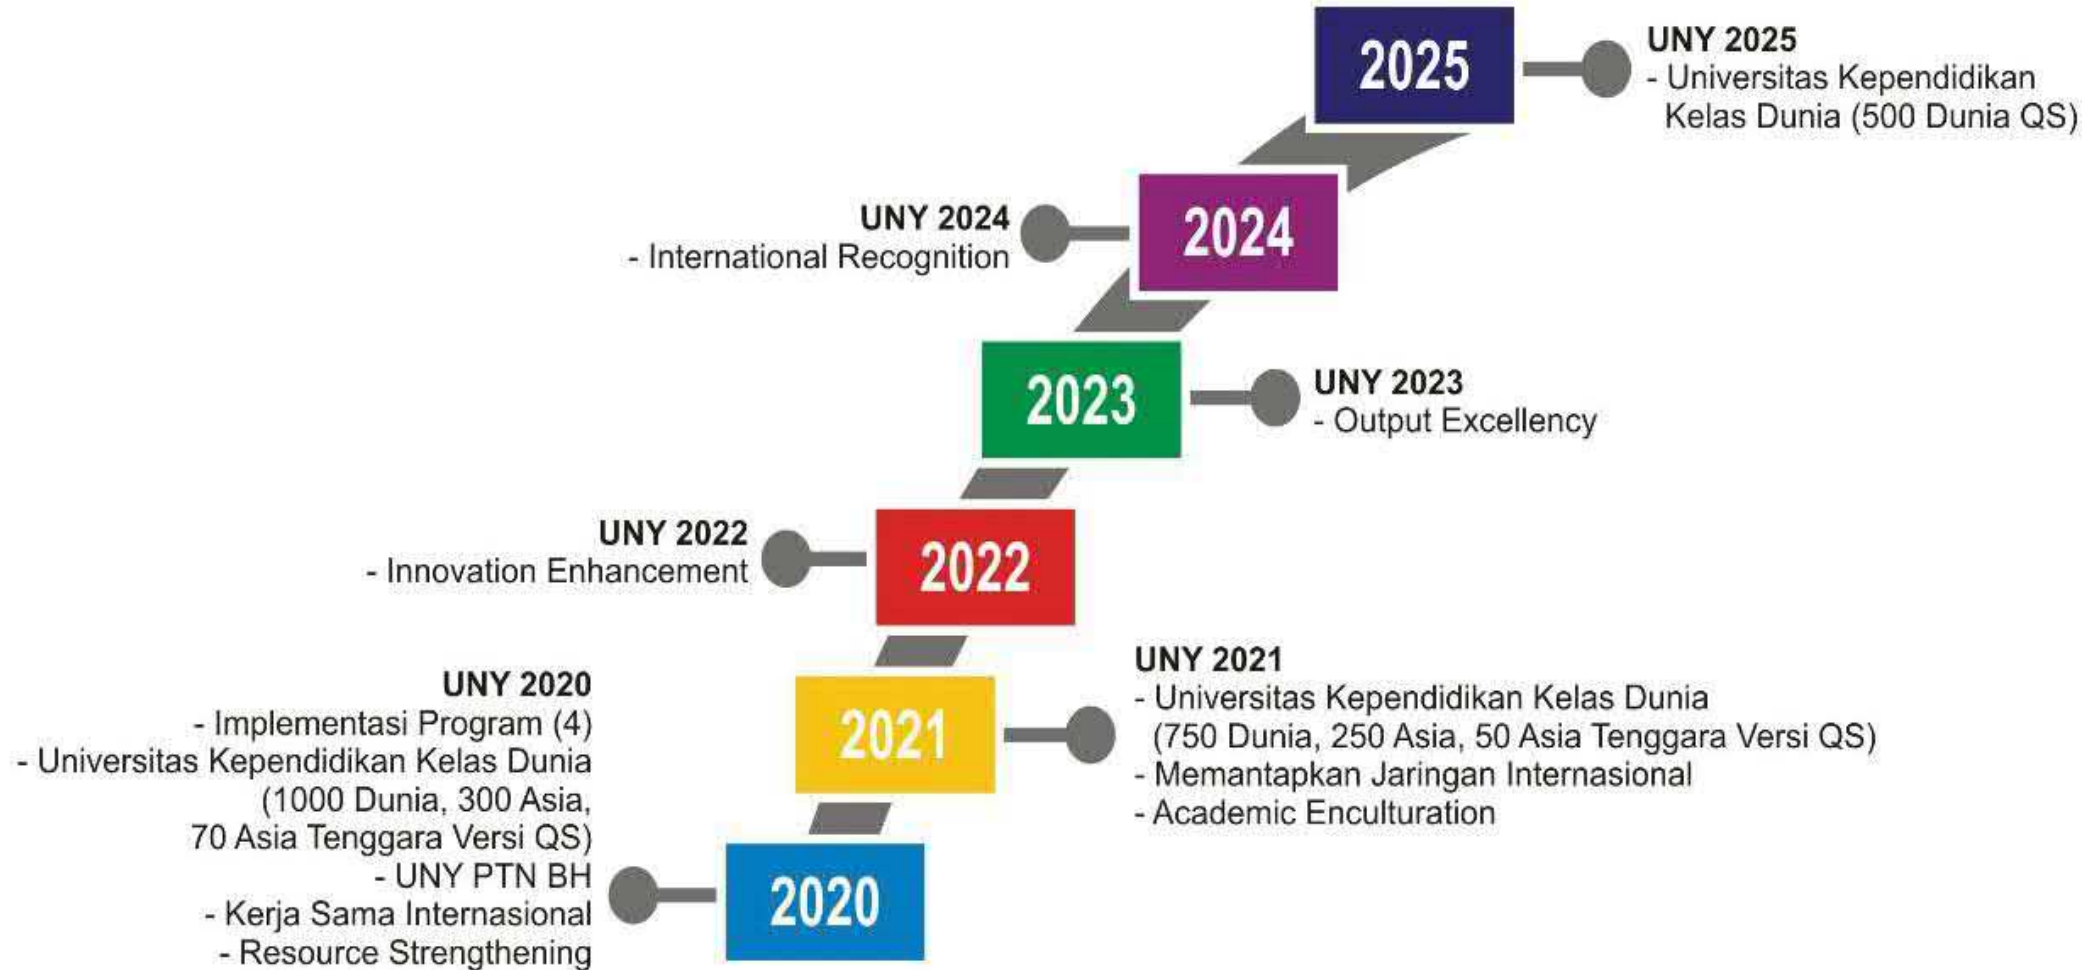 2025
UNY 2025
- Universitas Kependidikan
Kelas Dunia (500 Dunia QS)
UNY 2024
- International Recognition
2024
2023
UNY 2023
- Output Excellency
UNY 2022
- Innovation Enhancement
2022
UNY 2021
- Universitas Kependidikan Kelas Dunia
(750 Dunia, 250 Asia, 50 Asia Tenggara Versi QS)
- Memantapkan Jaringan Internasional
- Academic Enculturation
2021
UNY 2020
- Implementasi Program (4)
- Universitas Kependidikan Kelas Dunia
(1000 Dunia, 300 Asia,
70 Asia Tenggara Versi QS)
- UNY PTN BH
- Kerja Sama Internasional
- Resource Strengthening
2020